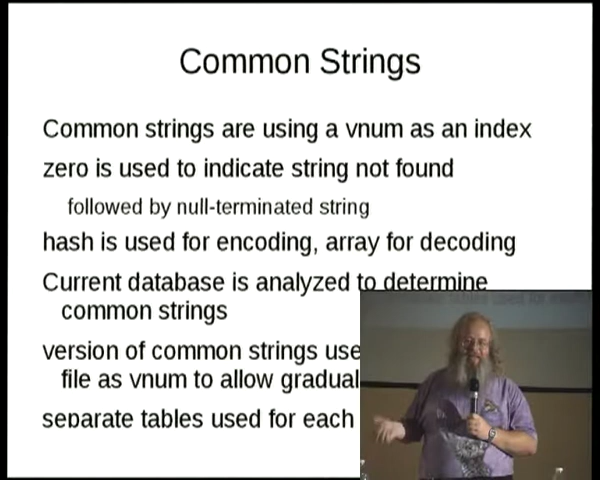 Common Strings
Common strings are using a vnum as an index
zero is used to indicate string not found
followed by null-terminated string
hash is used for encoding, array for decoding
Current database is analyzed to determine
common strings
version of common strings use
file as vnum to allow gradual
separate tables used for each